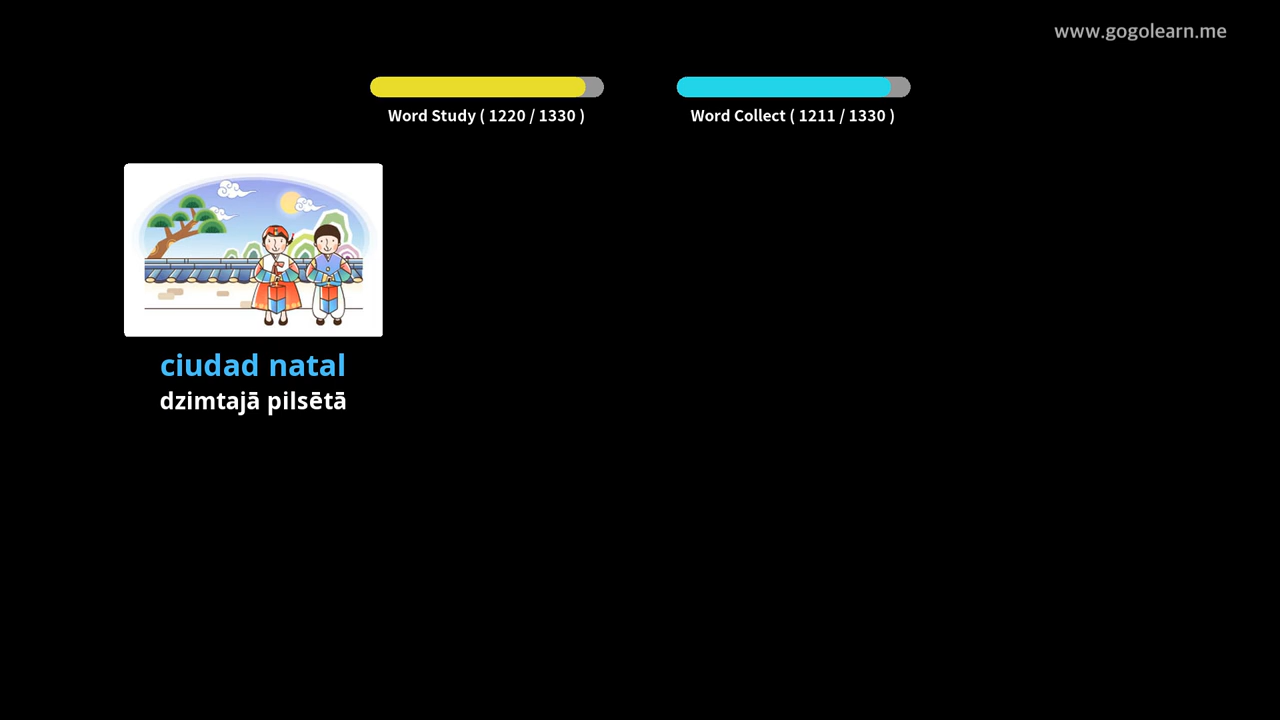 www.gogolearn.me
Word Study ( 1220 / 1330 )
Word Collect ( 1211 / 1330 )
ciudad natal
dzimtajā pilsētā